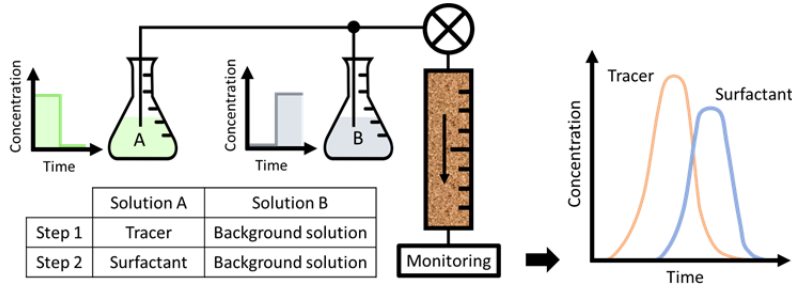 Concentration
Time
A
Concentration
Time
B
Solution A Solution B
Step 1 Tracer Background solution
Step 2 Surfactant Background solution
Monitoring
Concentration
Tracer
Surfactant
Time